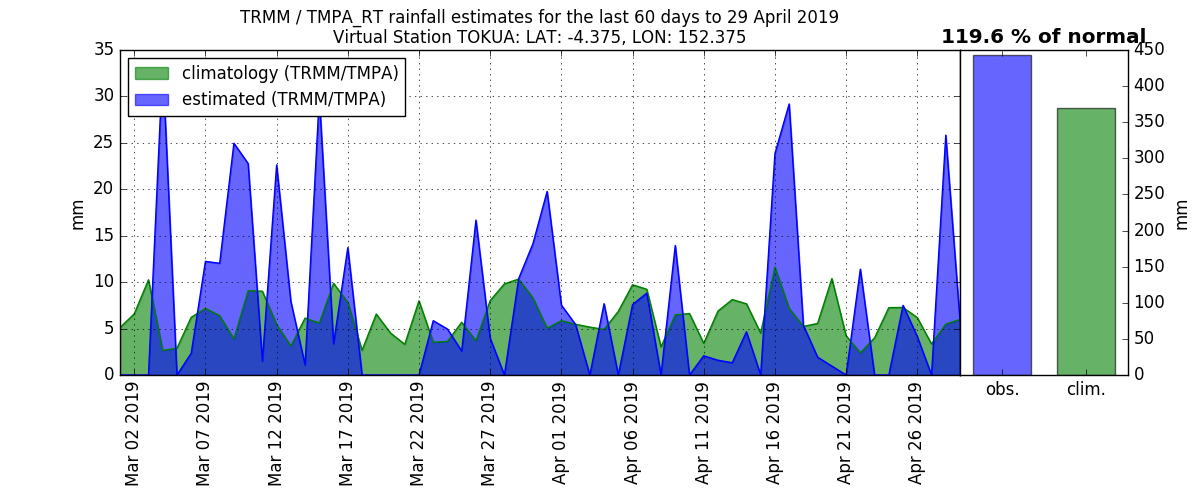 TRMM / TMPA_RT rainfall estimates for the last 60 days to 29 April 2019
Virtual Station TOKUA: LAT: -4.375, LON: 152.375
119.6 % of normal
climatology (TRMM/TMPA)
estimated (TRMM/TMPA)
mm
35
30
25
20
15
10
5
0
Mar 02 2019
Mar 07 2019
Mar 12 2019
Mar 17 2019
Mar 22 2019
Mar 27 2019
Apr 01 2019
Apr 06 2019
Apr 11 2019
Apr 16 2019
Apr 21 2019
Apr 26 2019
450
400
350
300
250
200
150
100
50
0
mm
obs.
clim.